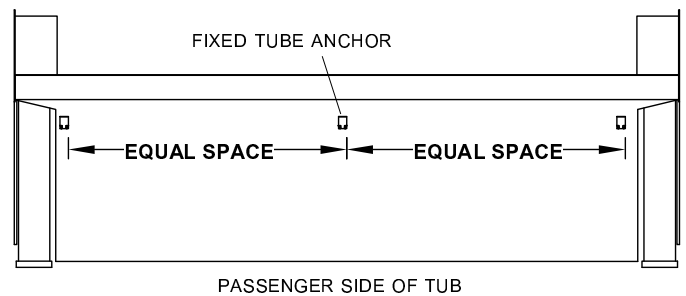 FIXED TUBE ANCHOR
EQUAL SPACE EQUAL SPACE
PASSENGER SIDE OF TUB